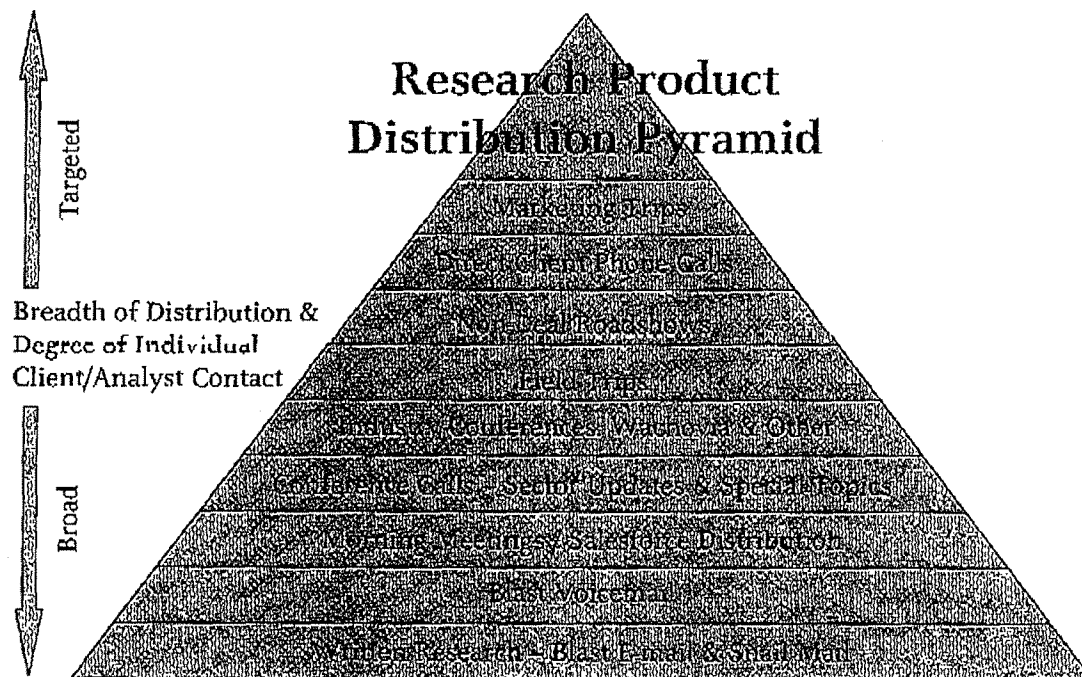 Research Product
Distribution Pyramid
Targeted
Marketing Trips
Direct Client Phone Calls
Non-Deal Roadshows
Breadth of Distribution &
Degree of Individual
Client/Analyst Contact
Field Trips
Industry Conferences Wachovia & Other
Conference Calls - Sector Updates & Special Topics
Broad
Morning Meetings / Salesforce Distribution
Blast Voicemail
Written Research - Blast E-mail & Snail Mail